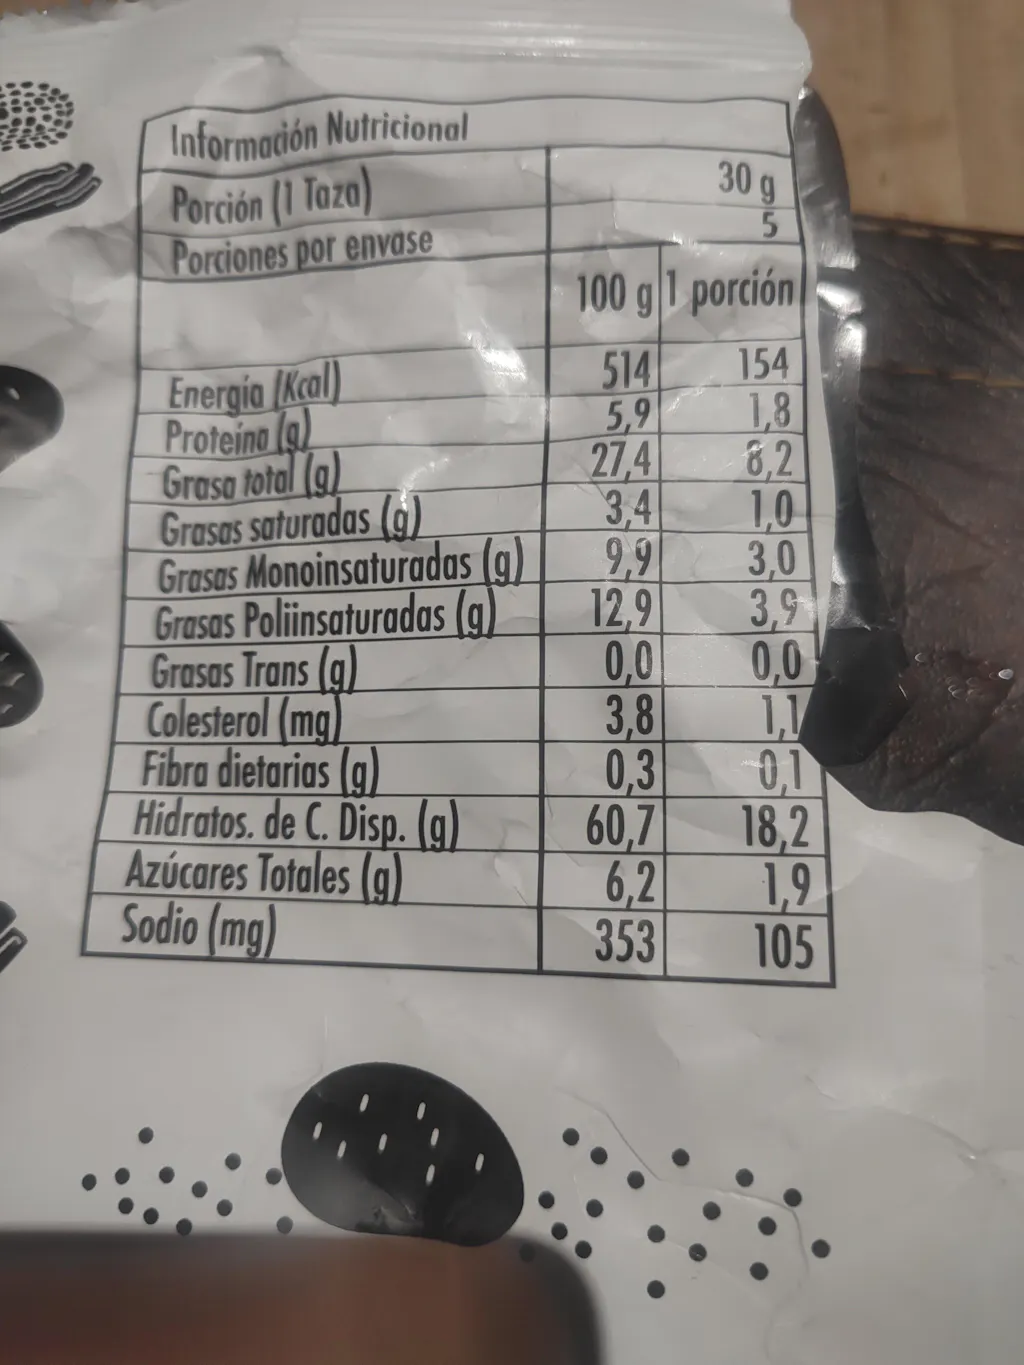 Información Nutricional
Porción (1 Taza) 30 g
Porciones por envase 5
100 g 1 porción
Energía (Kcal) 514 154
Proteína (g) 5,9 1,8
Grasa total (g) 27,4 8,2
Grasas saturadas (g) 3,4 1,0
Grasas Monoinsaturadas (g) 9,9 3,0
Grasas Poliinsaturadas (g) 12,9 3,9
Grasas Trans (g) 0,0 0,0
Colesterol (mg) 3,8 1,1
Fibra dietarias (g) 0,3 0,1
Hidratos. de C. Disp. (g) 60,7 18,2
Azúcares Totales (g) 6,2 1,9
Sodio (mg) 353 105